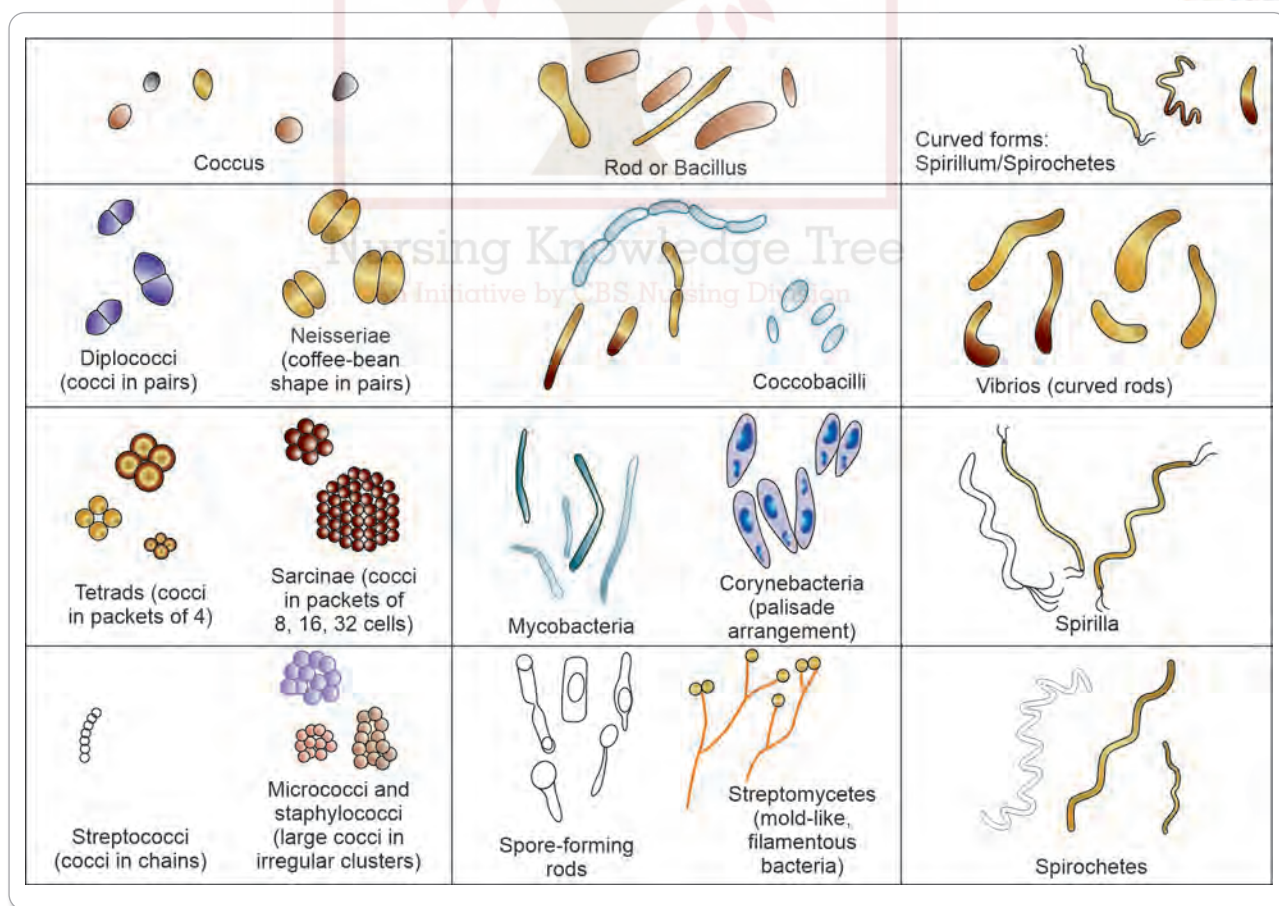 Coccus
Rod or Bacillus
Curved forms:
Spirillum/Spirochetes
Nursing Knowledge Tree
An Initiative by CBS Nursing Division
Diplococci
(cocci in pairs)
Neisseriae
(coffee-bean
shape in pairs)
Coccobacilli
Vibrios (curved rods)
Tetrads (cocci
in packets of 4)
Sarcinae (cocci
in packets of
8, 16, 32 cells)
Mycobacteria
Corynebacteria
(palisade
arrangement)
Spirilla
Streptococci
(cocci in chains)
Micrococci and
staphylococci
(large cocci in
irregular clusters)
Spore-forming
rods
Streptomycetes
(mold-like,
filamentous
bacteria)
Spirochetes